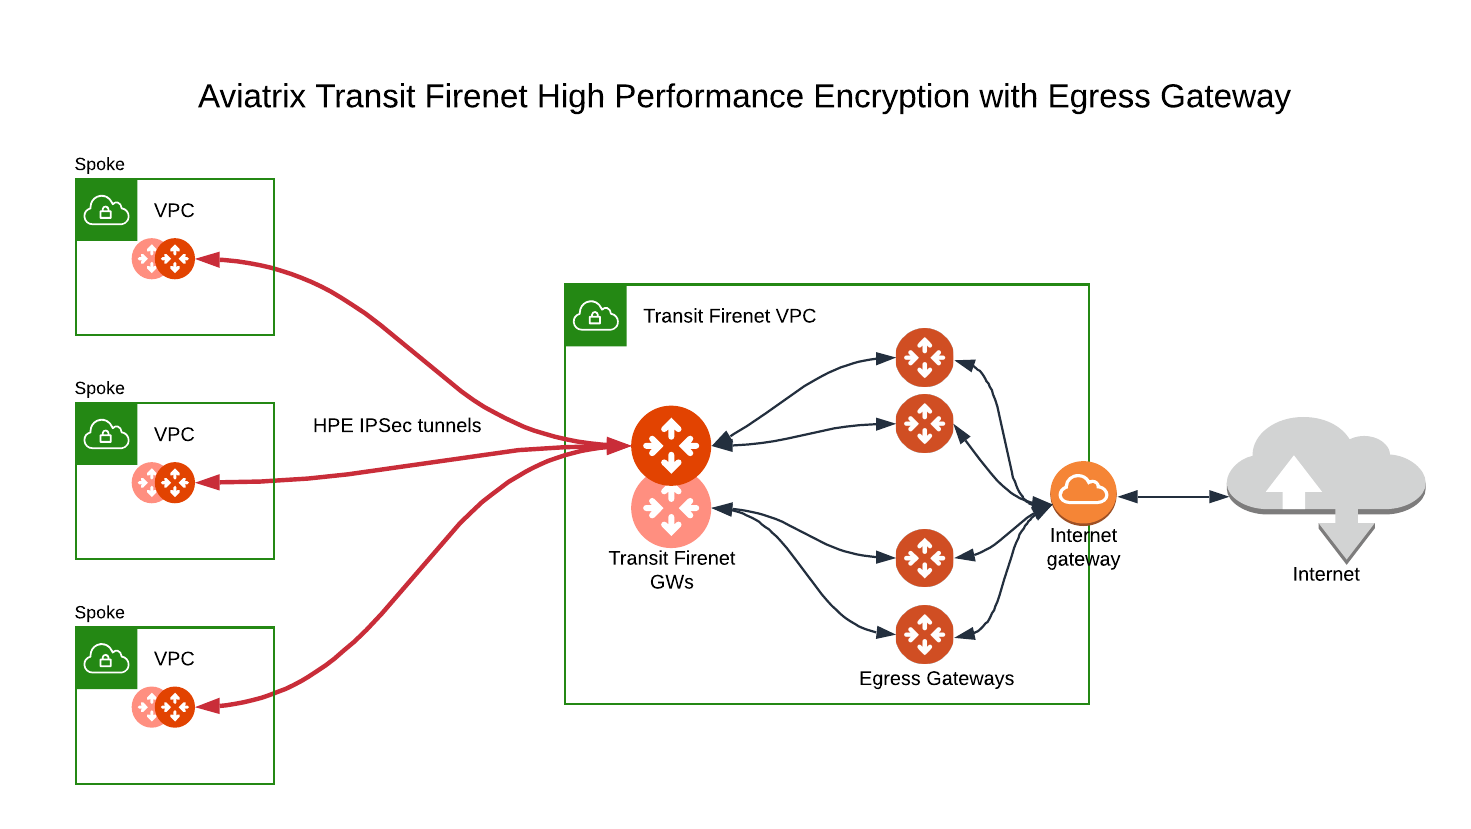 Aviatrix Transit Firenet High Performance Encryption with Egress Gateway
Spoke
VPC
Spoke
VPC
HPE IPSec tunnels
Spoke
VPC
Transit Firenet VPC
Transit Firenet
GWs
Egress Gateways
Internet
gateway
Internet